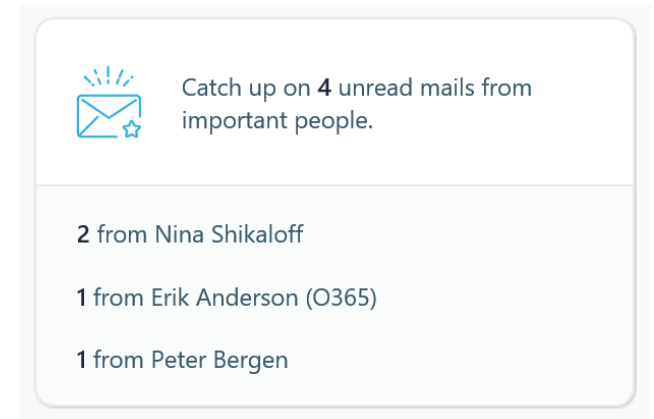 Catch up on 4 unread mails from
important people.
2 from Nina Shikaloff
1 from Erik Anderson (O365)
1 from Peter Bergen